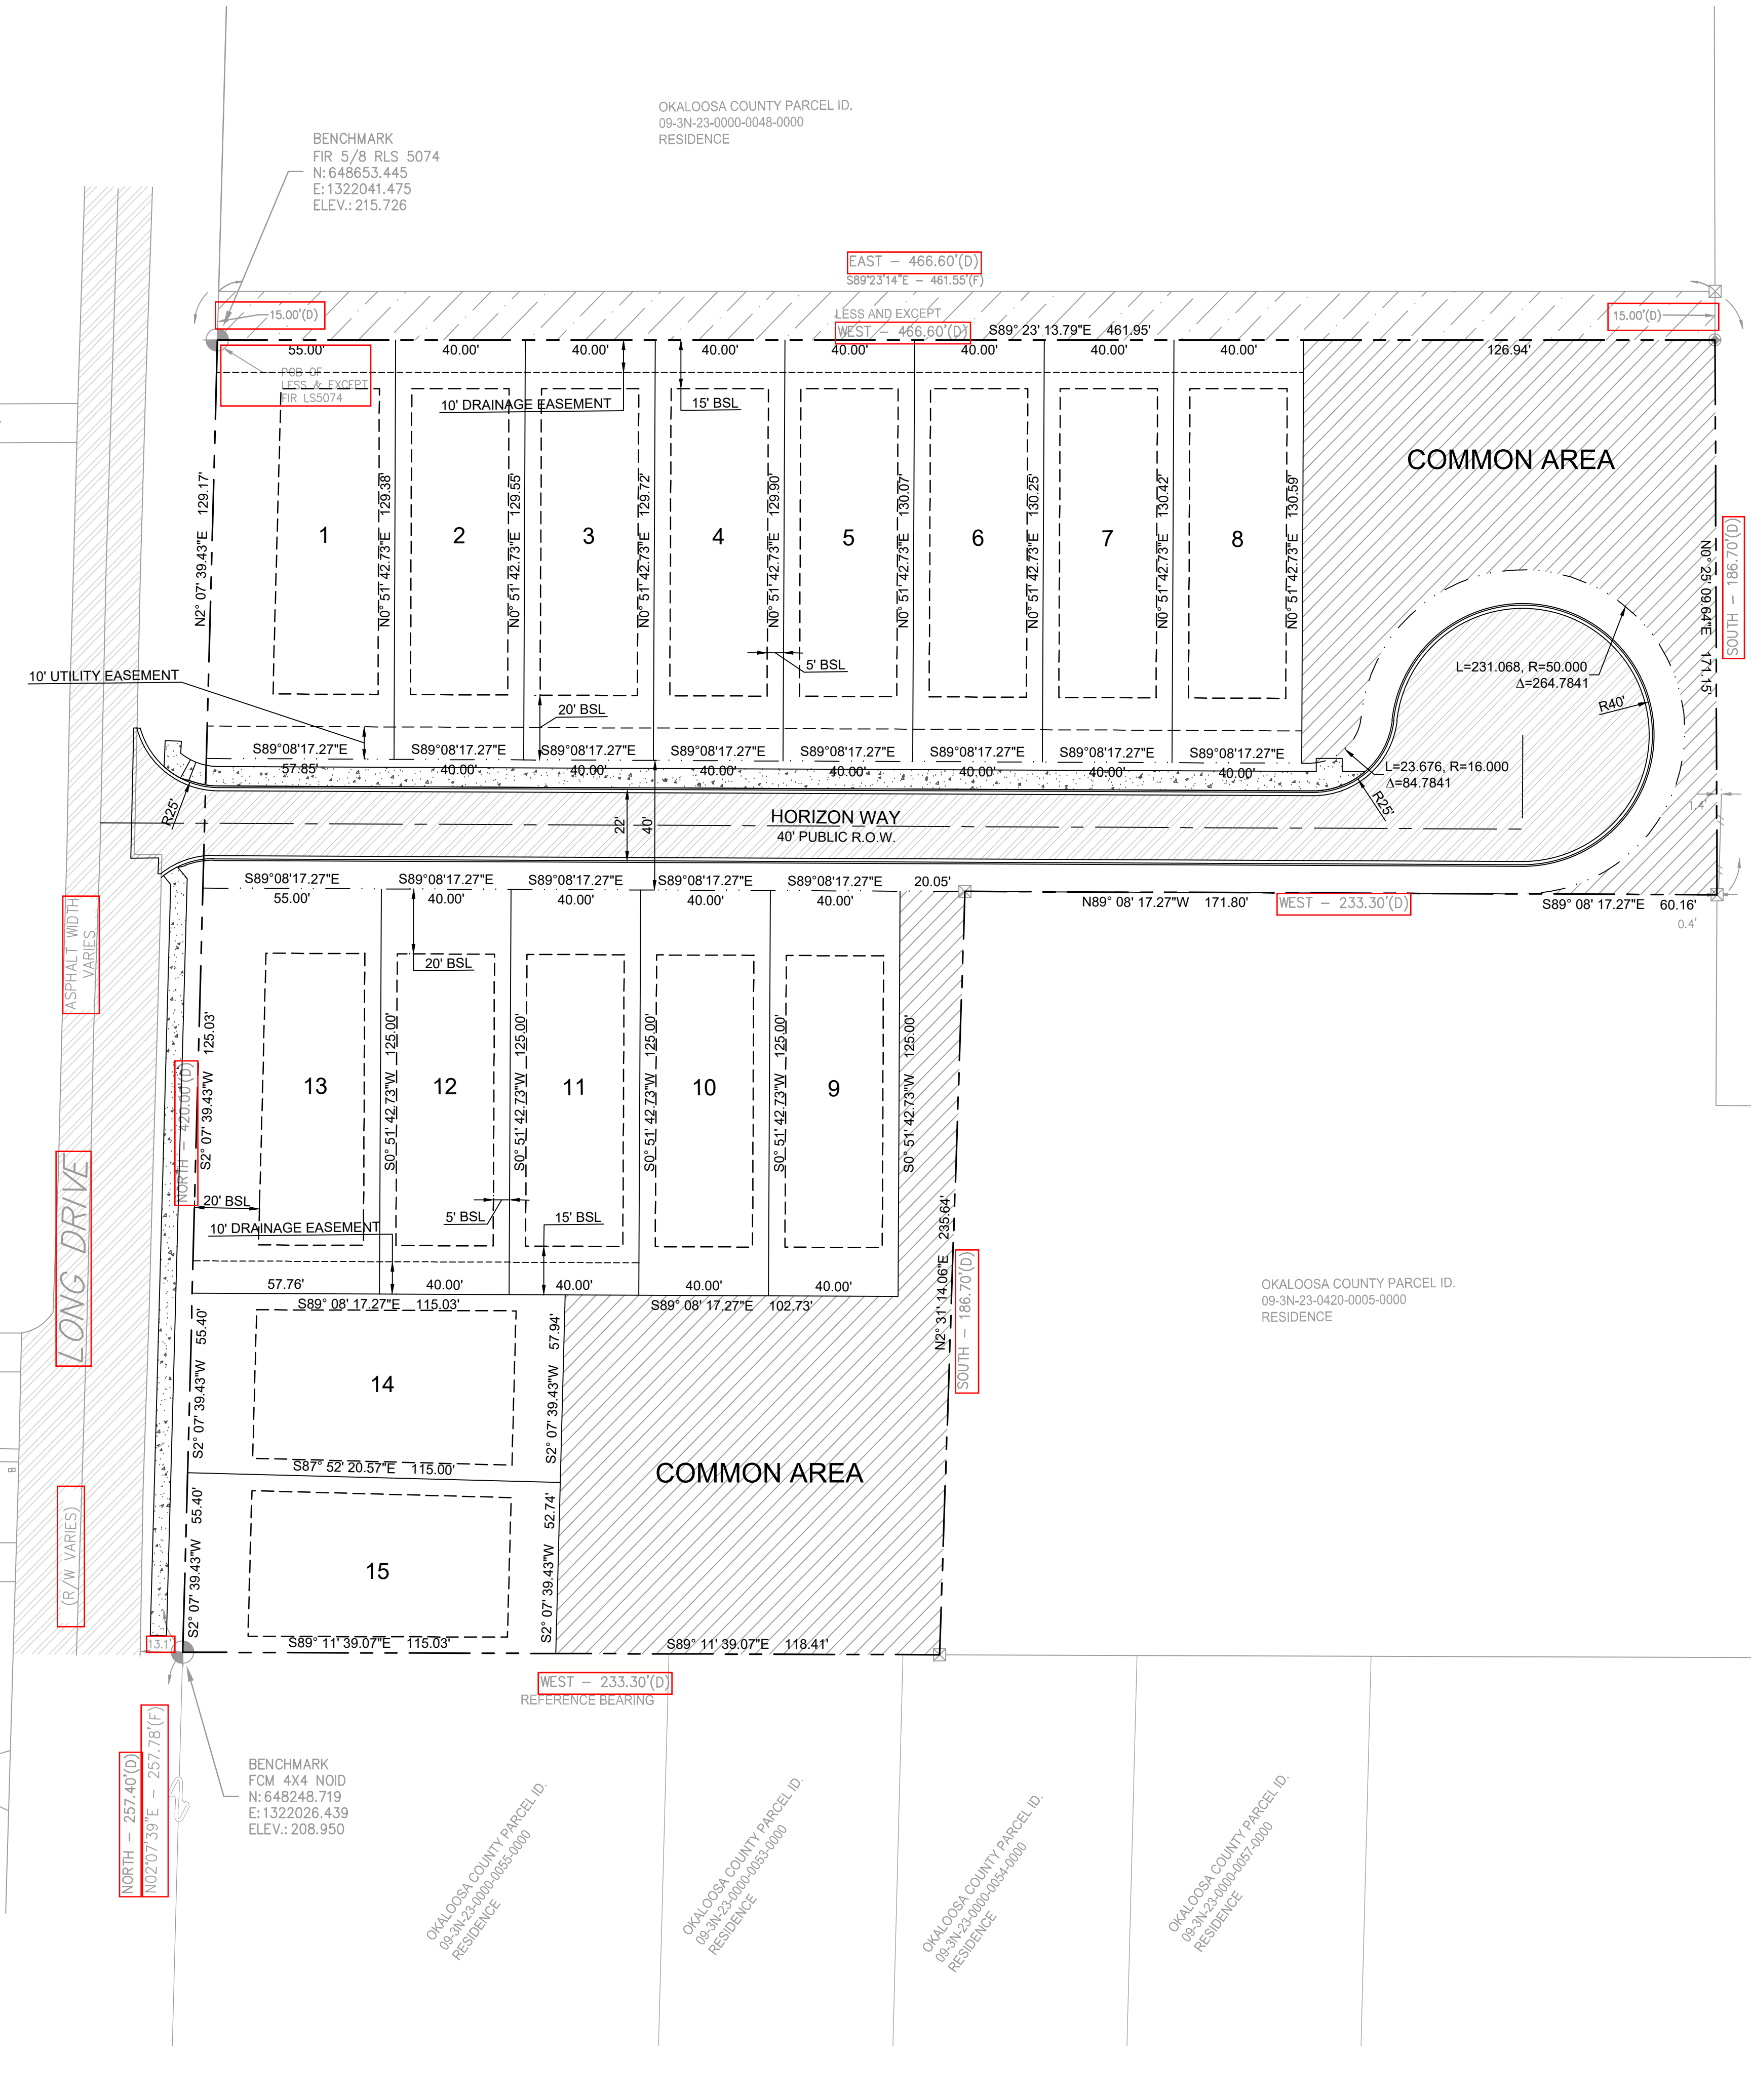 OKALOOSA COUNTY PARCEL ID.
09-3N-23-0000-0048-0000
RESIDENCE
BENCHMARK
FIR 5/8 RLS 5074
N:648653.445
E:1322041.475
ELEV.:215.726
EAST – 466.60'(D)
S89°23'14"E – 461.55'(F)
15.00'(D)
LESS AND EXCEPT
WEST – 466.60'(D)
S89° 23' 13.79"E 461.95'
15.00'(D)
55.00'
40.00'
40.00'
40.00'
40.00'
40.00'
40.00'
40.00'
126.94'
POB OF
LESS & EXCEPT
FIR LS5074
10' DRAINAGE EASEMENT
15' BSL
COMMON AREA
N2° 07' 39.43"E 129.17'
N0° 51' 42.73"E 129.38'
N0° 51' 42.73"E 129.55'
N0° 51' 42.73"E 129.72'
N0° 51' 42.73"E 129.90'
N0° 51' 42.73"E 130.07'
N0° 51' 42.73"E 130.25'
N0° 51' 42.73"E 130.42'
N0° 51' 42.73"E 130.59'
N0° 25' 09.64"E 171.15'
SOUTH – 186.70'(D)
1
2
3
4
5
6
7
8
10' UTILITY EASEMENT
5' BSL
20' BSL
L=231.068, R=50.000
Δ=264.7841
R40'
S89°08'17.27"E
57.85'
S89°08'17.27"E
40.00'
S89°08'17.27"E
40.00'
S89°08'17.27"E
40.00'
S89°08'17.27"E
40.00'
S89°08'17.27"E
40.00'
S89°08'17.27"E
40.00'
S89°08'17.27"E
40.00'
L=23.676, R=16.000
Δ=84.7841
R25'
R25'
22'
40'
HORIZON WAY
40' PUBLIC R.O.W.
1.4'
S89°08'17.27"E
55.00'
S89°08'17.27"E
40.00'
S89°08'17.27"E
40.00'
S89°08'17.27"E
40.00'
S89°08'17.27"E
40.00'
20.05'
N89° 08' 17.27"W 171.80'
WEST – 233.30'(D)
S89° 08' 17.27"E 60.16'
0.4'
ASPHALT WIDTH
VARIES
20' BSL
NORTH – 420.00'(D)
S2° 07' 39.43"W 125.03'
S0° 51' 42.73"W 125.00'
S0° 51' 42.73"W 125.00'
S0° 51' 42.73"W 125.00'
S0° 51' 42.73"W 125.00'
S0° 51' 42.73"W 125.00'
13
12
11
10
9
LONG DRIVE
20' BSL
5' BSL
15' BSL
10' DRAINAGE EASEMENT
N2° 31' 14.06"E 235.64'
SOUTH – 186.70'(D)
57.76'
40.00'
40.00'
40.00'
40.00'
S89° 08' 17.27"E 115.03'
S89° 08' 17.27"E 102.73'
OKALOOSA COUNTY PARCEL ID.
09-3N-23-0420-0005-0000
RESIDENCE
S2° 07' 39.43"W 55.40'
14
S2° 07' 39.43"W 57.94'
S87° 52' 20.57"E 115.00'
COMMON AREA
B
(R/W VARIES)
S2° 07' 39.43"W 55.40'
15
S2° 07' 39.43"W 52.74'
13.1'
S89° 11' 39.07"E 115.03'
S89° 11' 39.07"E 118.41'
WEST – 233.30'(D)
REFERENCE BEARING
NORTH – 257.40'(D)
N02°07'39"E – 257.78'(F)
BENCHMARK
FCM 4X4 NOID
N:648248.719
E:1322026.439
ELEV.:208.950
OKALOOSA COUNTY PARCEL ID.
09-3N-23-0000-0055-0000
RESIDENCE
OKALOOSA COUNTY PARCEL ID.
09-3N-23-0000-0053-0000
RESIDENCE
OKALOOSA COUNTY PARCEL ID.
09-3N-23-0000-0054-0000
RESIDENCE
OKALOOSA COUNTY PARCEL ID.
09-3N-23-0000-0057-0000
RESIDENCE